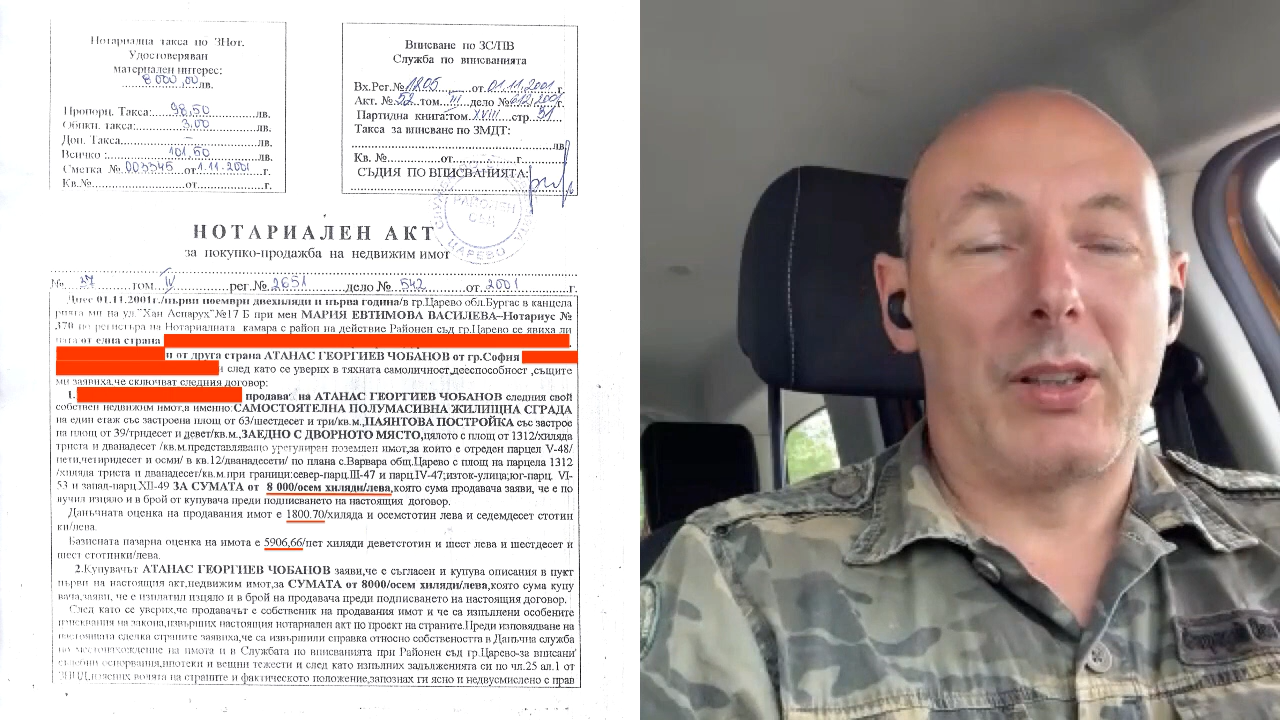 Нотариална такса по ЗНот.
Удостоверяван
материален интерес:
8 000,00 лв.
Пропорц. Такса: 98,50 лв.
Обикн. такса: 3,00 лв.
Доп. Такса лв.
Всичко 101,50 лв.
Сметка № 003345 от 1.11.2001 г.
Кв.№ от г.
Вписване по ЗС/ПВ
Служба по вписванията
Вх.Рег.№ 1205 от 01.11.2001 г.
Акт. № 52 том III дело № 612/2001 г.
Партидна книга:том XVIII стр. 31
Такса за вписване по ЗМДТ:
лв
Кв. № от г.
СЪДИЯ ПО ВПИСВАНИЯТА:
РАЙОНЕН
СЪД
ЦАРЕВО
НОТАРИАЛЕН АКТ
за покупко-продажба на недвижим имот
№ 27 том IV рег.№ 2651 дело № 542 от 2001 г.
Днес 01.11.2001г./първи ноември двехиляди и първа година/в гр.Царево обл.Бургас в канцела
рията ми на ул."Хан Аспарух"№17 Б при мен МАРИЯ ЕВТИМОВА ВАСИЛЕВА–Нотариус №
378 по регистъра на Нотариалната камара с район на действие Районен съд гр.Царево се явиха ли
цата от една страна
и от друга страна АТАНАС ГЕОРГИЕВ ЧОБАНОВ от гр.София
и след като се уверих в тяхната самоличност,дееспособност ,същите
ми заявиха,че сключват следния договор:
1. продава на АТАНАС ГЕОРГИЕВ ЧОБАНОВ следния свой
собствен недвижим имот,а именно:САМОСТОЯТЕЛНА ПОЛУМАСИВНА ЖИЛИЩНА СГРАДА
на един етаж със застроена площ от 63/шестдесет и три/кв.м.,ПАЯНТОВА ПОСТРОЙКА със застрое
на площ от 39/тридесет и девет/кв.м.,ЗАЕДНО С ДВОРНОТО МЯСТО,цялото с площ от 1312/хиляда
триста и дванадесет /кв.м.представляващо урегулиран поземлен имот,за които е отреден парцел V-48/
пети,четиридесет и осми/ в кв.12/дванадесети/ по плана с.Варвара общ.Царево с площ на парцела 1312
/хиляда триста и дванадесет/кв.м.при граници:север-парц.III-47 и парц.IV-47;изток-улица;юг-парц. VI-
53 и запад-парц.XII-49 ЗА СУМАТА от 8 000/осем хиляди/лева,която сума продавача заяви, че е по
лучил изцяло и в брой от купувача преди подписването на настоящия договор.
Данъчната оценка на продавания имот е 1800.70/хиляда и осемстотин лева и седемдесет стотин
ки/лева.
Базисната пазарна оценка на имота е 5906,66/пет хиляди деветстотин и шест лева и шестдесет и
шест стотинки/лева.
2.Купувачът АТАНАС ГЕОРГИЕВ ЧОБАНОВ заяви,че е съгласен и купува описания в пукт
първи на настоящия акт,недвижим имот,за СУМАТА от 8000/осем хиляди/лева,която сума купу
вача,заяви, че е изплатил изцяло и в брой на продавача преди подписването на настоящия договор.
След като се уверих,че продавачът е собственик на продавания имот и че са изпълнени особените
изисквания на закона,извърших настоящия нотариален акт по проект на страните.Преди изповядване на
настоящата сделка страните заявиха,че са извършили справка относно собствеността в Данъчна служба
по местонахождение на имота и в Службата по вписванията при Районен съд гр.Царево-за вписани
възбрани и вещни тежести и след като изпълних задълженията си по чл.25 ал.1 от
ЗННД,изясних волята на страните и фактическото положение,запознах ги ясно и недвусмислено с прав